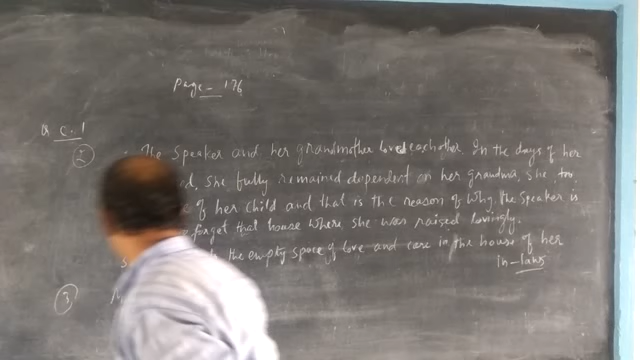 Page - 176
Q C.1
2 The Speaker and her grandmother loved eachother In the days of her
she fully remained dependent on her grandma, she
of her child and that is the reason of why the Speaker is
forget that house where she was raised lovingly.
the empty space of love and care in the house of her
in-laws
3